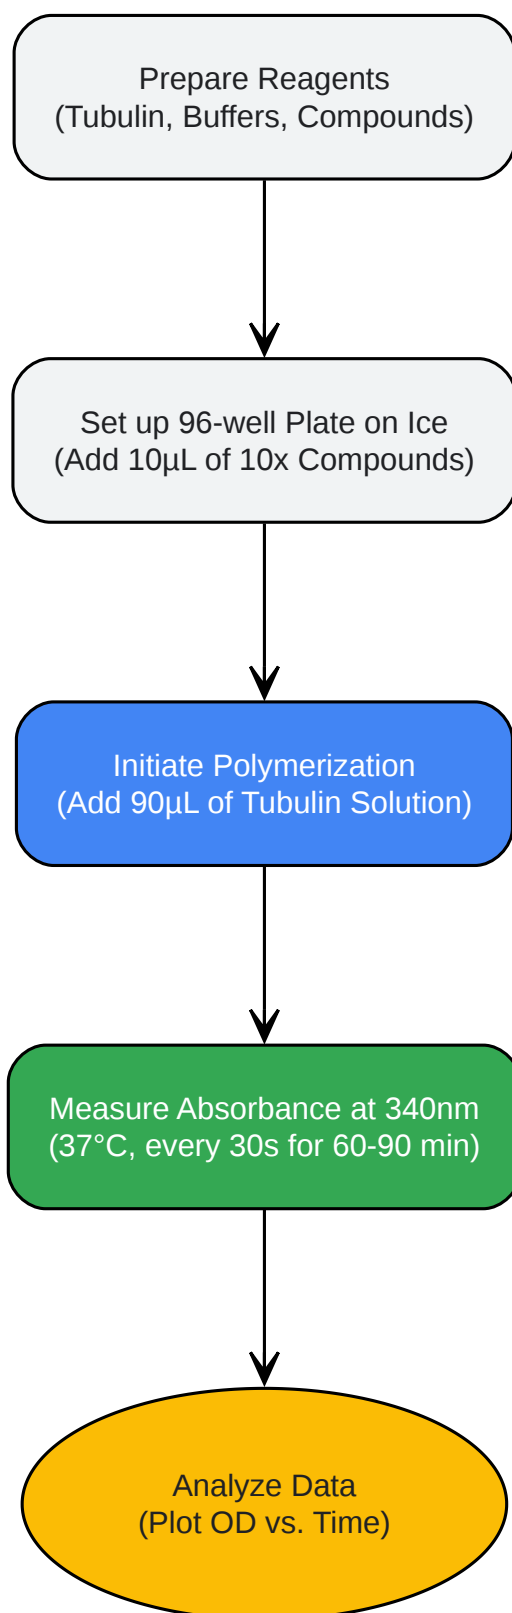 Prepare Reagents
(Tubulin, Buffers, Compounds)
Set up 96-well Plate on Ice
(Add 10µL of 10x Compounds)
Initiate Polymerization
(Add 90µL of Tubulin Solution)
Measure Absorbance at 340nm
(37°C, every 30s for 60-90 min)
Analyze Data
(Plot OD vs. Time)